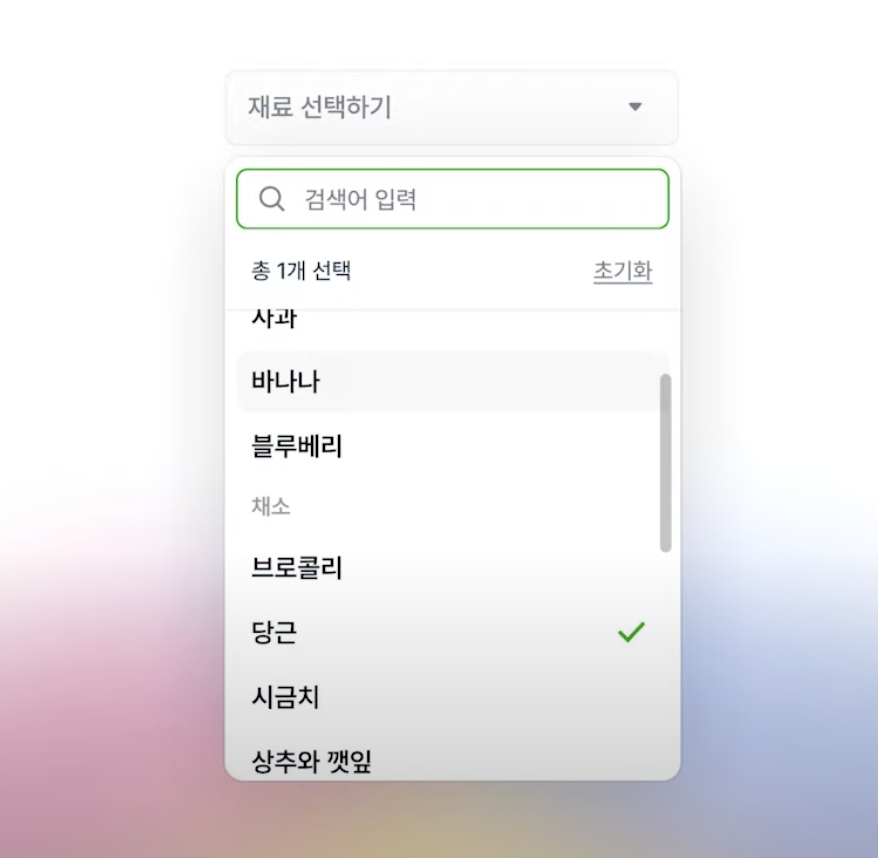 재료 선택하기
검색어 입력
총 1개 선택 초기화
사과
바나나
블루베리
채소
브로콜리
당근
시금치
상추와 깻잎